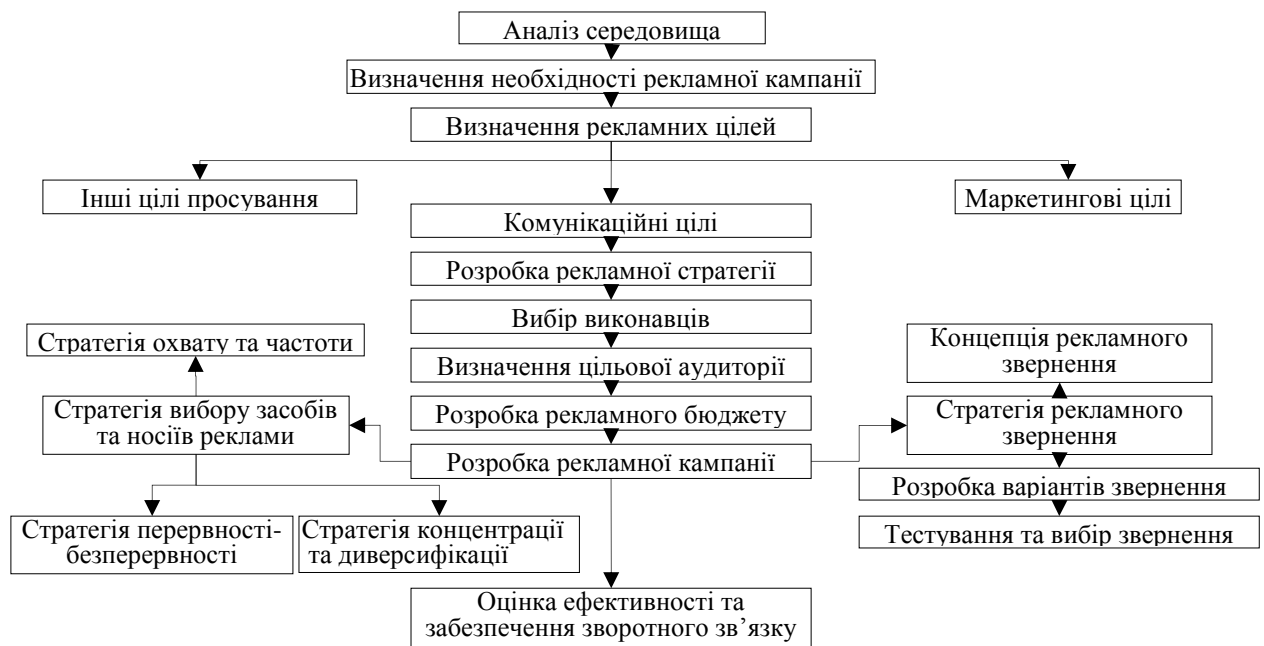 Аналіз середовища
Визначення необхідності рекламної кампанії
Визначення рекламних цілей
Інші цілі просування
Маркетингові цілі
Комунікаційні цілі
Розробка рекламної стратегії
Вибір виконавців
Стратегія охвату та частоти
Визначення цільової аудиторії
Концепція рекламного
звернення
Стратегія вибору засобів
та носіїв реклами
Розробка рекламного бюджету
Стратегія рекламного
звернення
Розробка рекламної кампанії
Розробка варіантів звернення
Стратегія перервності-
безперервності
Стратегія концентрації
та диверсифікації
Тестування та вибір звернення
Оцінка ефективності та
забезпечення зворотного зв’язку